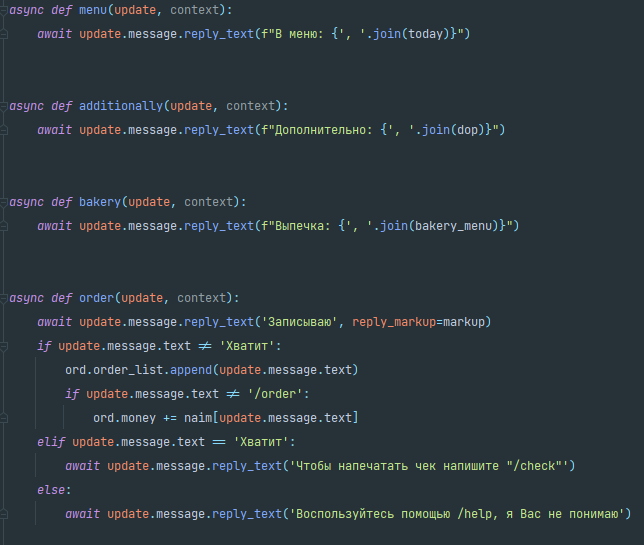 async def menu(update, context):
    await update.message.reply_text(f"В меню: {', '.join(today)}")
async def additionally(update, context):
    await update.message.reply_text(f"Дополнительно: {', '.join(dop)}")
async def bakery(update, context):
    await update.message.reply_text(f"Выпечка: {', '.join(bakery_menu)}")
async def order(update, context):
    await update.message.reply_text('Записываю', reply_markup=markup)
    if update.message.text != 'Хватит':
        ord.order_list.append(update.message.text)
        if update.message.text != '/order':
            ord.money += naim[update.message.text]
    elif update.message.text == 'Хватит':
        await update.message.reply_text('Чтобы напечатать чек напишите "/check"')
    else:
        await update.message.reply_text('Воспользуйтесь помощью /help, я Вас не понимаю')